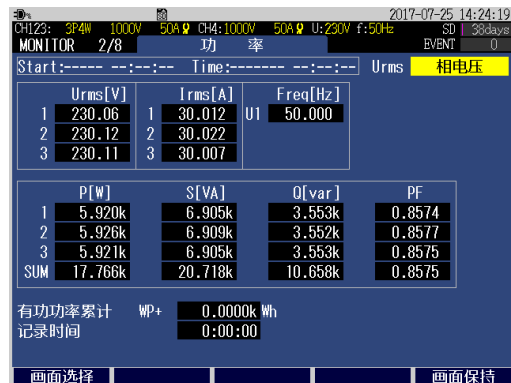 2017-07-25 14:24:19
CH123: 3P4W 1000V 50A CH4:1000V 50A U:230V f:50Hz SD 38days
MONITOR 2/8 功 率 EVENT 0
Start:----- --:--:-- Time:------- --:--:-- Urms 相电压
Urms[V] Irms[A] Freq[Hz]
1 230.06 1 30.012 U1 50.000
2 230.12 2 30.022
3 230.11 3 30.007
P[W] S[VA] Q[var] PF
1 5.920k 6.905k 3.553k 0.8574
2 5.926k 6.909k 3.552k 0.8577
3 5.921k 6.905k 3.553k 0.8575
SUM 17.766k 20.718k 10.658k 0.8575
有功功率累计 WP+ 0.0000k Wh
记录时间 0:00:00
画面选择 画面保持